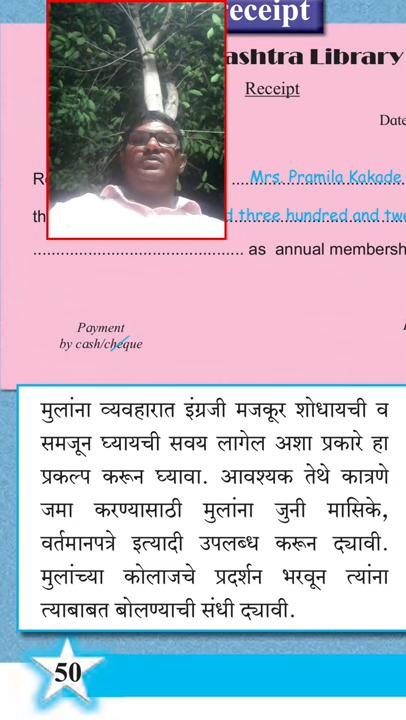 receipt
ashtra Library
Receipt
Date
Mrs. Pramila Kakade
three hundred and
as annual membersh
Payment
by cash/cheque
मुलांना व्यवहारात इंग्रजी मजकूर शोधायची व
समजून घ्यायची सवय लागेल अशा प्रकारे हा
प्रकल्प करून घ्यावा. आवश्यक तेथे कात्रणे
जमा करण्यासाठी मुलांना जुनी मासिके,
वर्तमानपत्रे इत्यादी उपलब्ध करून द्यावी.
मुलांच्या कोलाजचे प्रदर्शन भरवून त्यांना
त्याबाबत बोलण्याची संधी द्यावी.
50